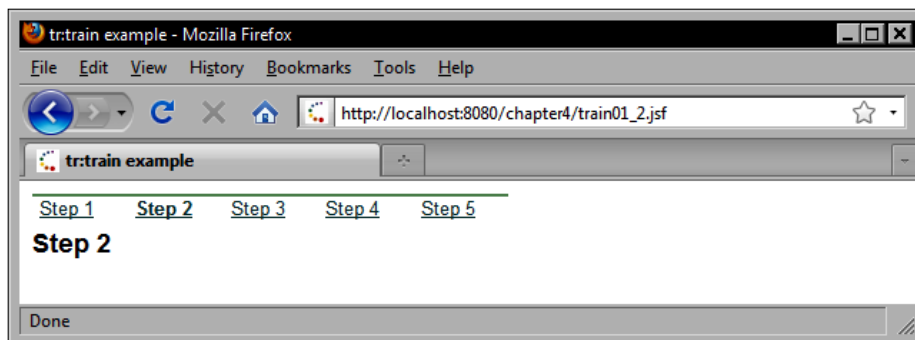 tr:train example - Mozilla Firefox
File Edit View History Bookmarks Tools Help
http://localhost:8080/chapter4/train01_2.jsf
tr:train example
Step 1 Step 2 Step 3 Step 4 Step 5
Step 2
Done